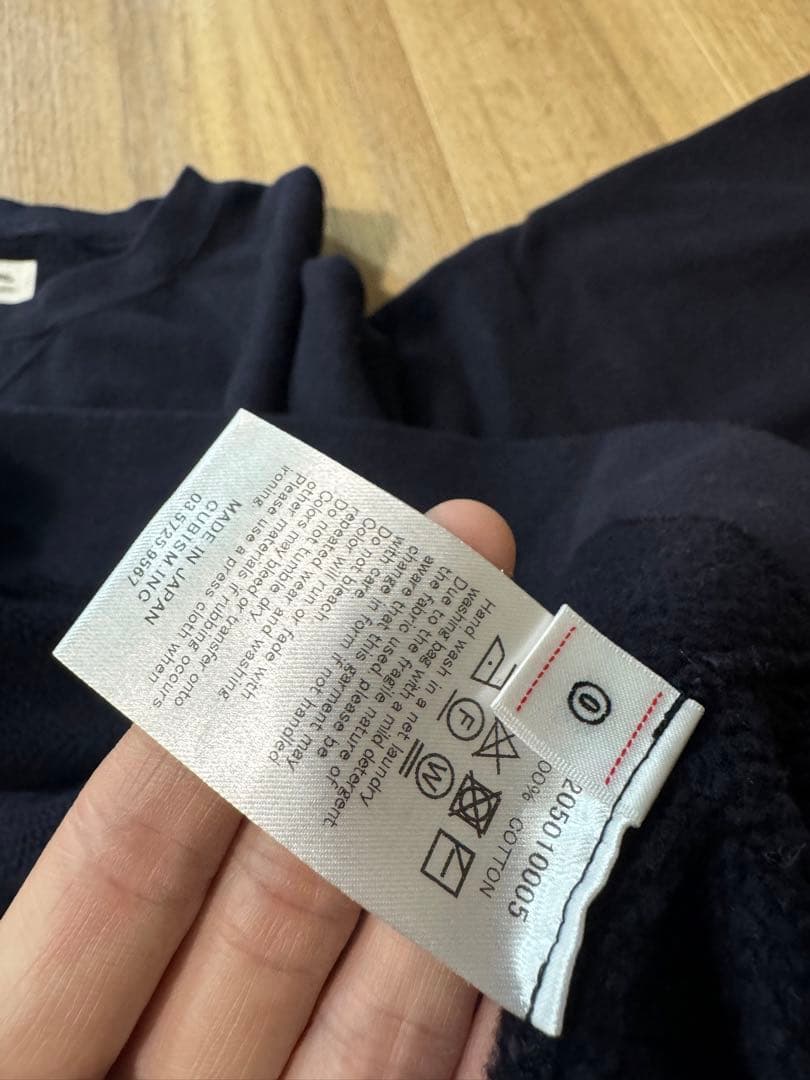 0
205010005
00% COTTON
F
W
Hand wash in a net laundry
washing bag with a mild detergent
Due to the fragile nature of
the fabric used, please be
aware that this garment may
change in form if not handled
with care.
Do not bleach
Color will run or fade with
repeated wear and washing
Do not tumble dry
Colors may bleed or transfer onto
other materials if rubbing occurs
Please use a press cloth when
ironing
MADE IN JAPAN
CUBISM.INC
03 5725 9567